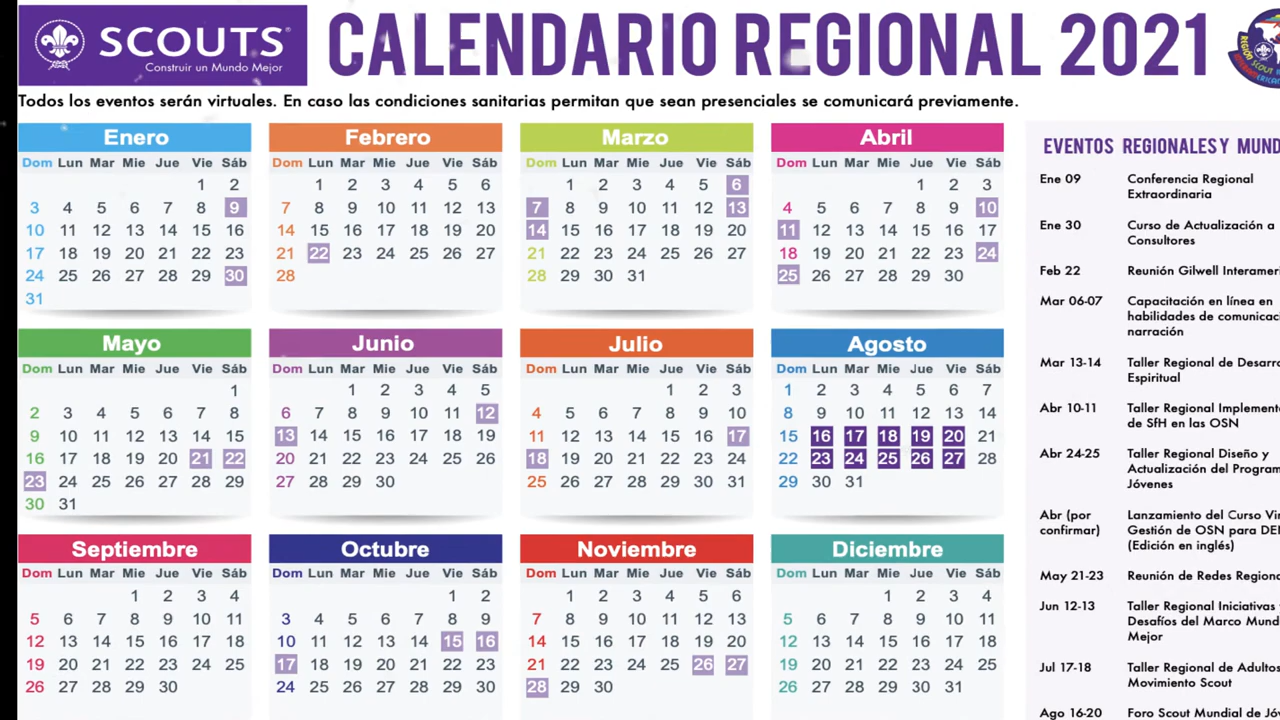 SCOUTS®
Construir un Mundo Mejor
CALENDARIO REGIONAL 2021
Todos los eventos serán virtuales. En caso las condiciones sanitarias permitan que sean presenciales se comunicará previamente.
Enero
Dom Lun Mar Mie Jue Vie Sáb
1 2
3 4 5 6 7 8 9
10 11 12 13 14 15 16
17 18 19 20 21 22 23
24 25 26 27 28 29 30
31
Febrero
Dom Lun Mar Mie Jue Vie Sáb
1 2 3 4 5 6
7 8 9 10 11 12 13
14 15 16 17 18 19 20
21 22 23 24 25 26 27
28
Marzo
Dom Lun Mar Mie Jue Vie Sáb
1 2 3 4 5 6
7 8 9 10 11 12 13
14 15 16 17 18 19 20
21 22 23 24 25 26 27
28 29 30 31
Abril
Dom Lun Mar Mie Jue Vie Sáb
1 2 3
4 5 6 7 8 9 10
11 12 13 14 15 16 17
18 19 20 21 22 23 24
25 26 27 28 29 30
Mayo
Dom Lun Mar Mie Jue Vie Sáb
1
2 3 4 5 6 7 8
9 10 11 12 13 14 15
16 17 18 19 20 21 22
23 24 25 26 27 28 29
30 31
Junio
Dom Lun Mar Mie Jue Vie Sáb
1 2 3 4 5
6 7 8 9 10 11 12
13 14 15 16 17 18 19
20 21 22 23 24 25 26
27 28 29 30
Julio
Dom Lun Mar Mie Jue Vie Sáb
1 2 3
4 5 6 7 8 9 10
11 12 13 14 15 16 17
18 19 20 21 22 23 24
25 26 27 28 29 30 31
Agosto
Dom Lun Mar Mie Jue Vie Sáb
1 2 3 4 5 6 7
8 9 10 11 12 13 14
15 16 17 18 19 20 21
22 23 24 25 26 27 28
29 30 31
Septiembre
Dom Lun Mar Mie Jue Vie Sáb
1 2 3 4
5 6 7 8 9 10 11
12 13 14 15 16 17 18
19 20 21 22 23 24 25
26 27 28 29 30
Octubre
Dom Lun Mar Mie Jue Vie Sáb
1 2
3 4 5 6 7 8 9
10 11 12 13 14 15 16
17 18 19 20 21 22 23
24 25 26 27 28 29 30
Noviembre
Dom Lun Mar Mie Jue Vie Sáb
1 2 3 4 5 6
7 8 9 10 11 12 13
14 15 16 17 18 19 20
21 22 23 24 25 26 27
28 29 30
Diciembre
Dom Lun Mar Mie Jue Vie Sáb
1 2 3 4
5 6 7 8 9 10 11
12 13 14 15 16 17 18
19 20 21 22 23 24 25
26 27 28 29 30 31
EVENTOS REGIONALES Y MUND
Ene 09 Conferencia Regional
Extraordinaria
Ene 30 Curso de Actualización a
Consultores
Feb 22 Reunión Gilwell Interameri
Mar 06-07 Capacitación en línea en
habilidades de comunicaci
narración
Mar 13-14 Taller Regional de Desarro
Espiritual
Abr 10-11 Taller Regional Implement
de SfH en las OSN
Abr 24-25 Taller Regional Diseño y
Actualización del Program
Jóvenes
Abr (por Lanzamiento del Curso Vir
confirmar) Gestión de OSN para DE
(Edición en inglés)
May 21-23 Reunión de Redes Regiona
Jun 12-13 Taller Regional Iniciativas
Desafíos del Marco Mund
Mejor
Jul 17-18 Taller Regional de Adultos
Movimiento Scout
Ago 16-20 Foro Scout Mundial de Jó